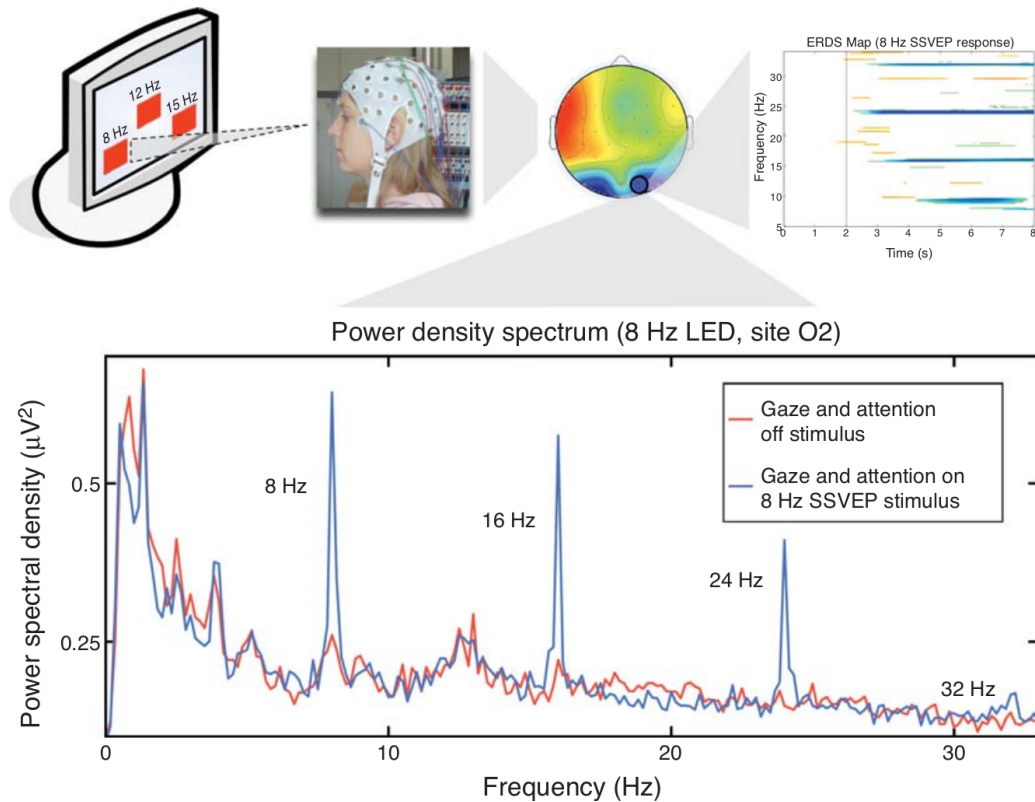 12 Hz
15 Hz
8 Hz
ERDS Map (8 Hz SSVEP response)
Frequency (Hz)
30
25
20
15
10
5
0
1
2
3
4
5
6
7
8
Time (s)
Power density spectrum (8 Hz LED, site O2)
Power spectral density (μV²)
0.5
0.25
8 Hz
16 Hz
24 Hz
32 Hz
Gaze and attention
off stimulus
Gaze and attention on
8 Hz SSVEP stimulus
0
10
20
30
Frequency (Hz)